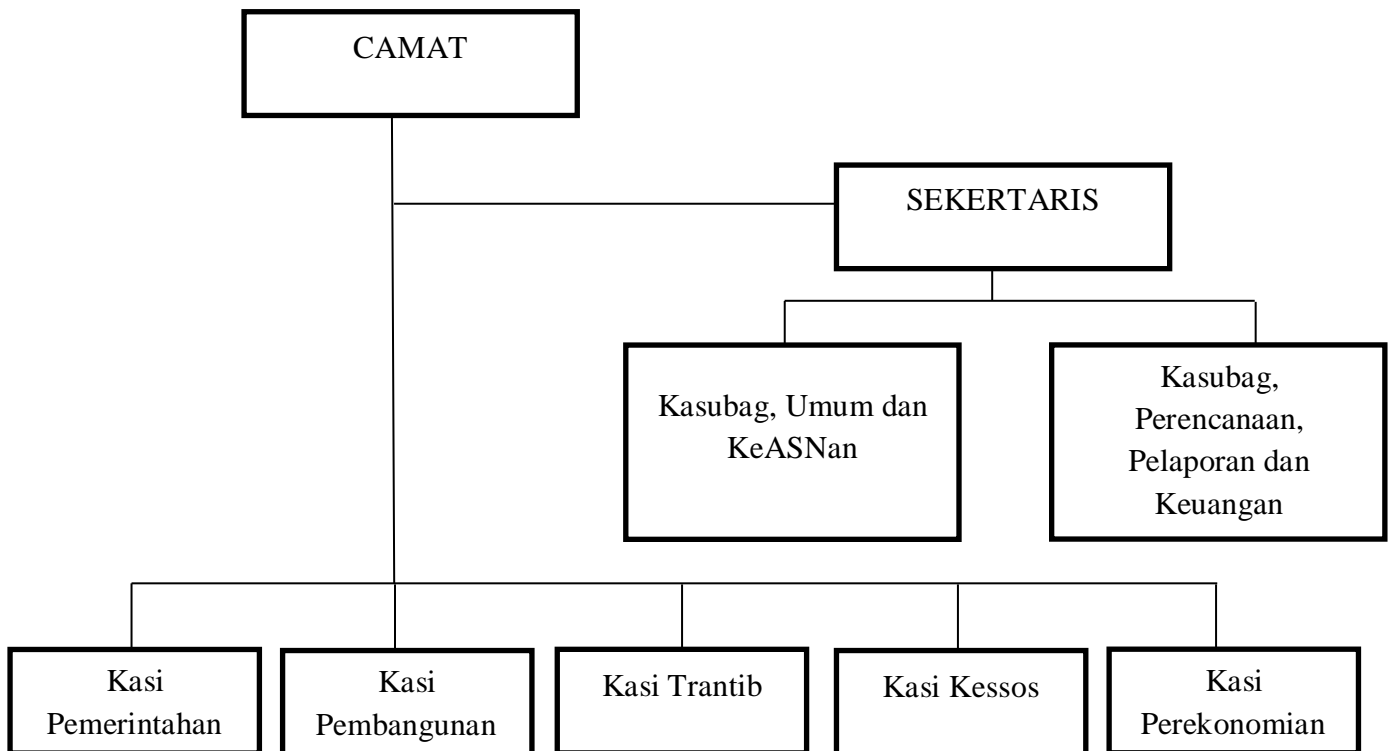 CAMAT
SEKERTARIS
Kasubag, Umum dan
KeASNan
Kasubag,
Perencanaan,
Pelaporan dan
Keuangan
Kasi
Pemerintahan
Kasi
Pembangunan
Kasi Trantib
Kasi Kessos
Kasi
Perekonomian